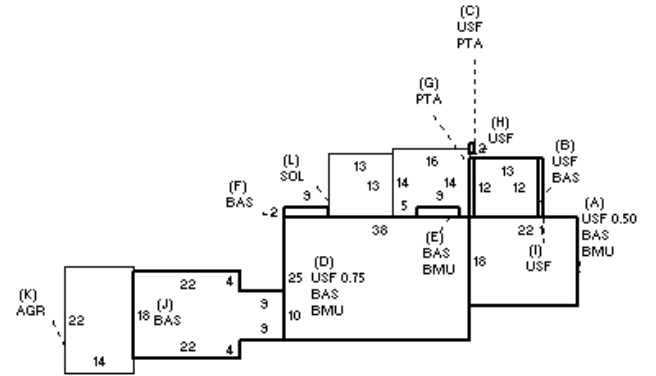 (C)
USF
PTA
(G)
PTA
(H)
USF
2
(B)
USF
BAS
(L)
SOL
13
13
16
14
14
13
12
12
(F)
BAS
2
9
5
9
(A)
USF 0.50
BAS
BMU
38
22
1
(E)
BAS
BMU
18
(I)
USF
(D)
USF 0.75
BAS
BMU
25
10
(K)
AGR
22
14
22
4
18
(J)
BAS
9
9
22
4